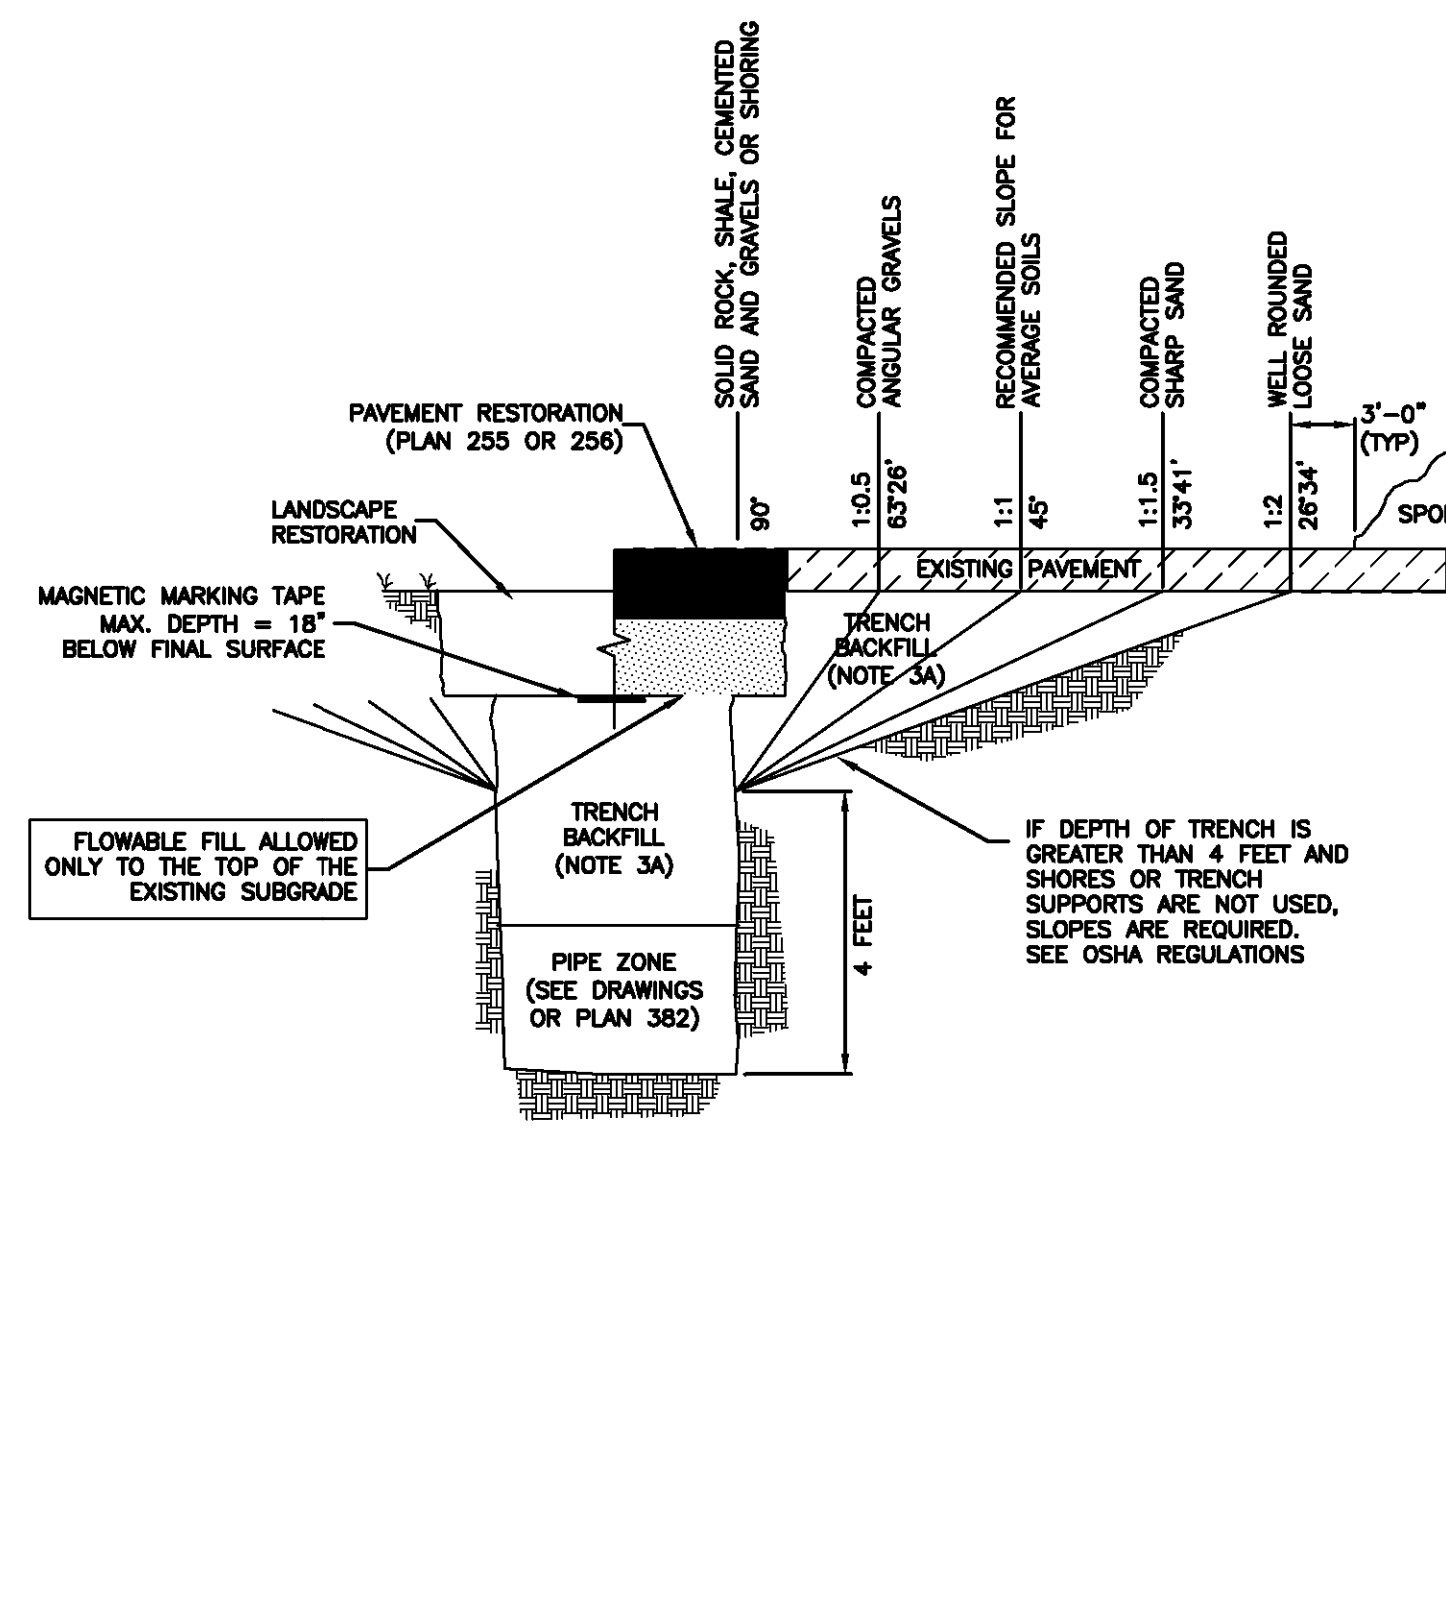 SOLID ROCK, SHALE, CEMENTED
SAND AND GRAVELS OR SHORING
90°
COMPACTED
ANGULAR GRAVELS
1:0.5
63°26'
RECOMMENDED SLOPE FOR
AVERAGE SOILS
1:1
45°
COMPACTED
SHARP SAND
1:1.5
33°41'
WELL ROUNDED
LOOSE SAND
1:2
26°34'
3'-0"
(TYP)
SPO
PAVEMENT RESTORATION
(PLAN 255 OR 256)
LANDSCAPE
RESTORATION
MAGNETIC MARKING TAPE
MAX. DEPTH = 18"
BELOW FINAL SURFACE
EXISTING PAVEMENT
TRENCH
BACKFILL
(NOTE 3A)
FLOWABLE FILL ALLOWED
ONLY TO THE TOP OF THE
EXISTING SUBGRADE
TRENCH
BACKFILL
(NOTE 3A)
PIPE ZONE
(SEE DRAWINGS
OR PLAN 382)
4 FEET
IF DEPTH OF TRENCH IS
GREATER THAN 4 FEET AND
SHORES OR TRENCH
SUPPORTS ARE NOT USED,
SLOPES ARE REQUIRED.
SEE OSHA REGULATIONS